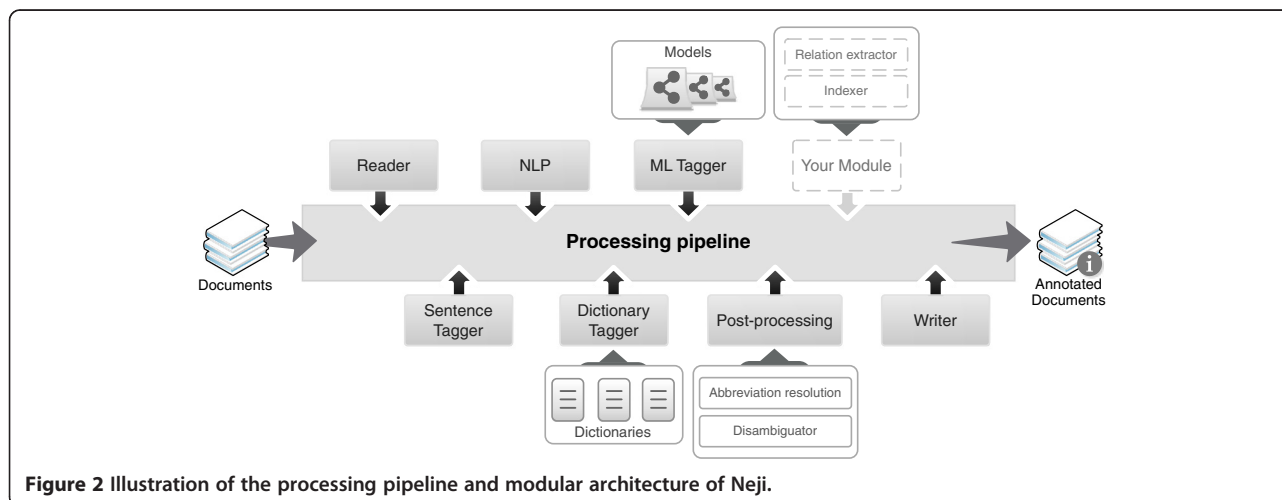 Models
Relation extractor
Indexer
Reader
NLP
ML Tagger
Your Module
Processing pipeline
Documents
Annotated
Documents
Sentence
Tagger
Dictionary
Tagger
Post-processing
Writer
Dictionaries
Abbreviation resolution
Disambiguator
Figure 2 Illustration of the processing pipeline and modular architecture of Neji.